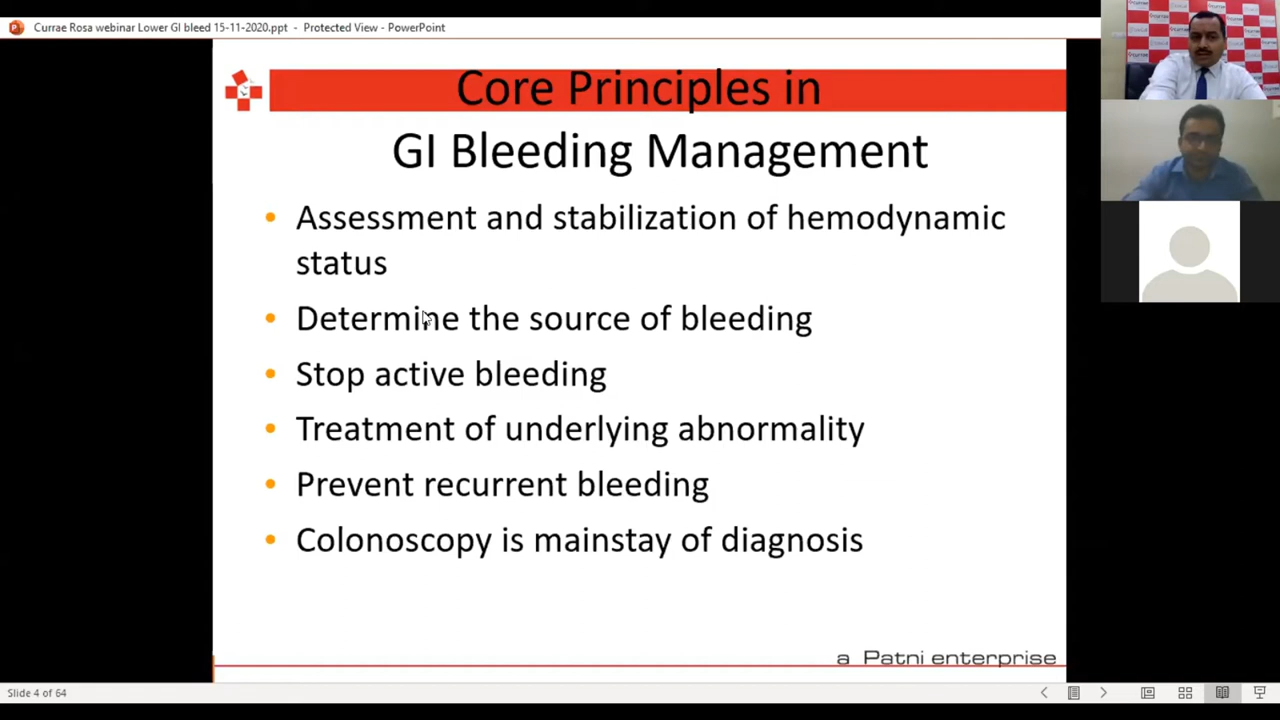 Currae Rosa webinar Lower GI bleed 15-11-2020.ppt - Protected View - PowerPoint
Core Principles in
GI Bleeding Management
• Assessment and stabilization of hemodynamic
status
• Determine the source of bleeding
• Stop active bleeding
• Treatment of underlying abnormality
• Prevent recurrent bleeding
• Colonoscopy is mainstay of diagnosis
a Patni enterprise
Slide 4 of 64